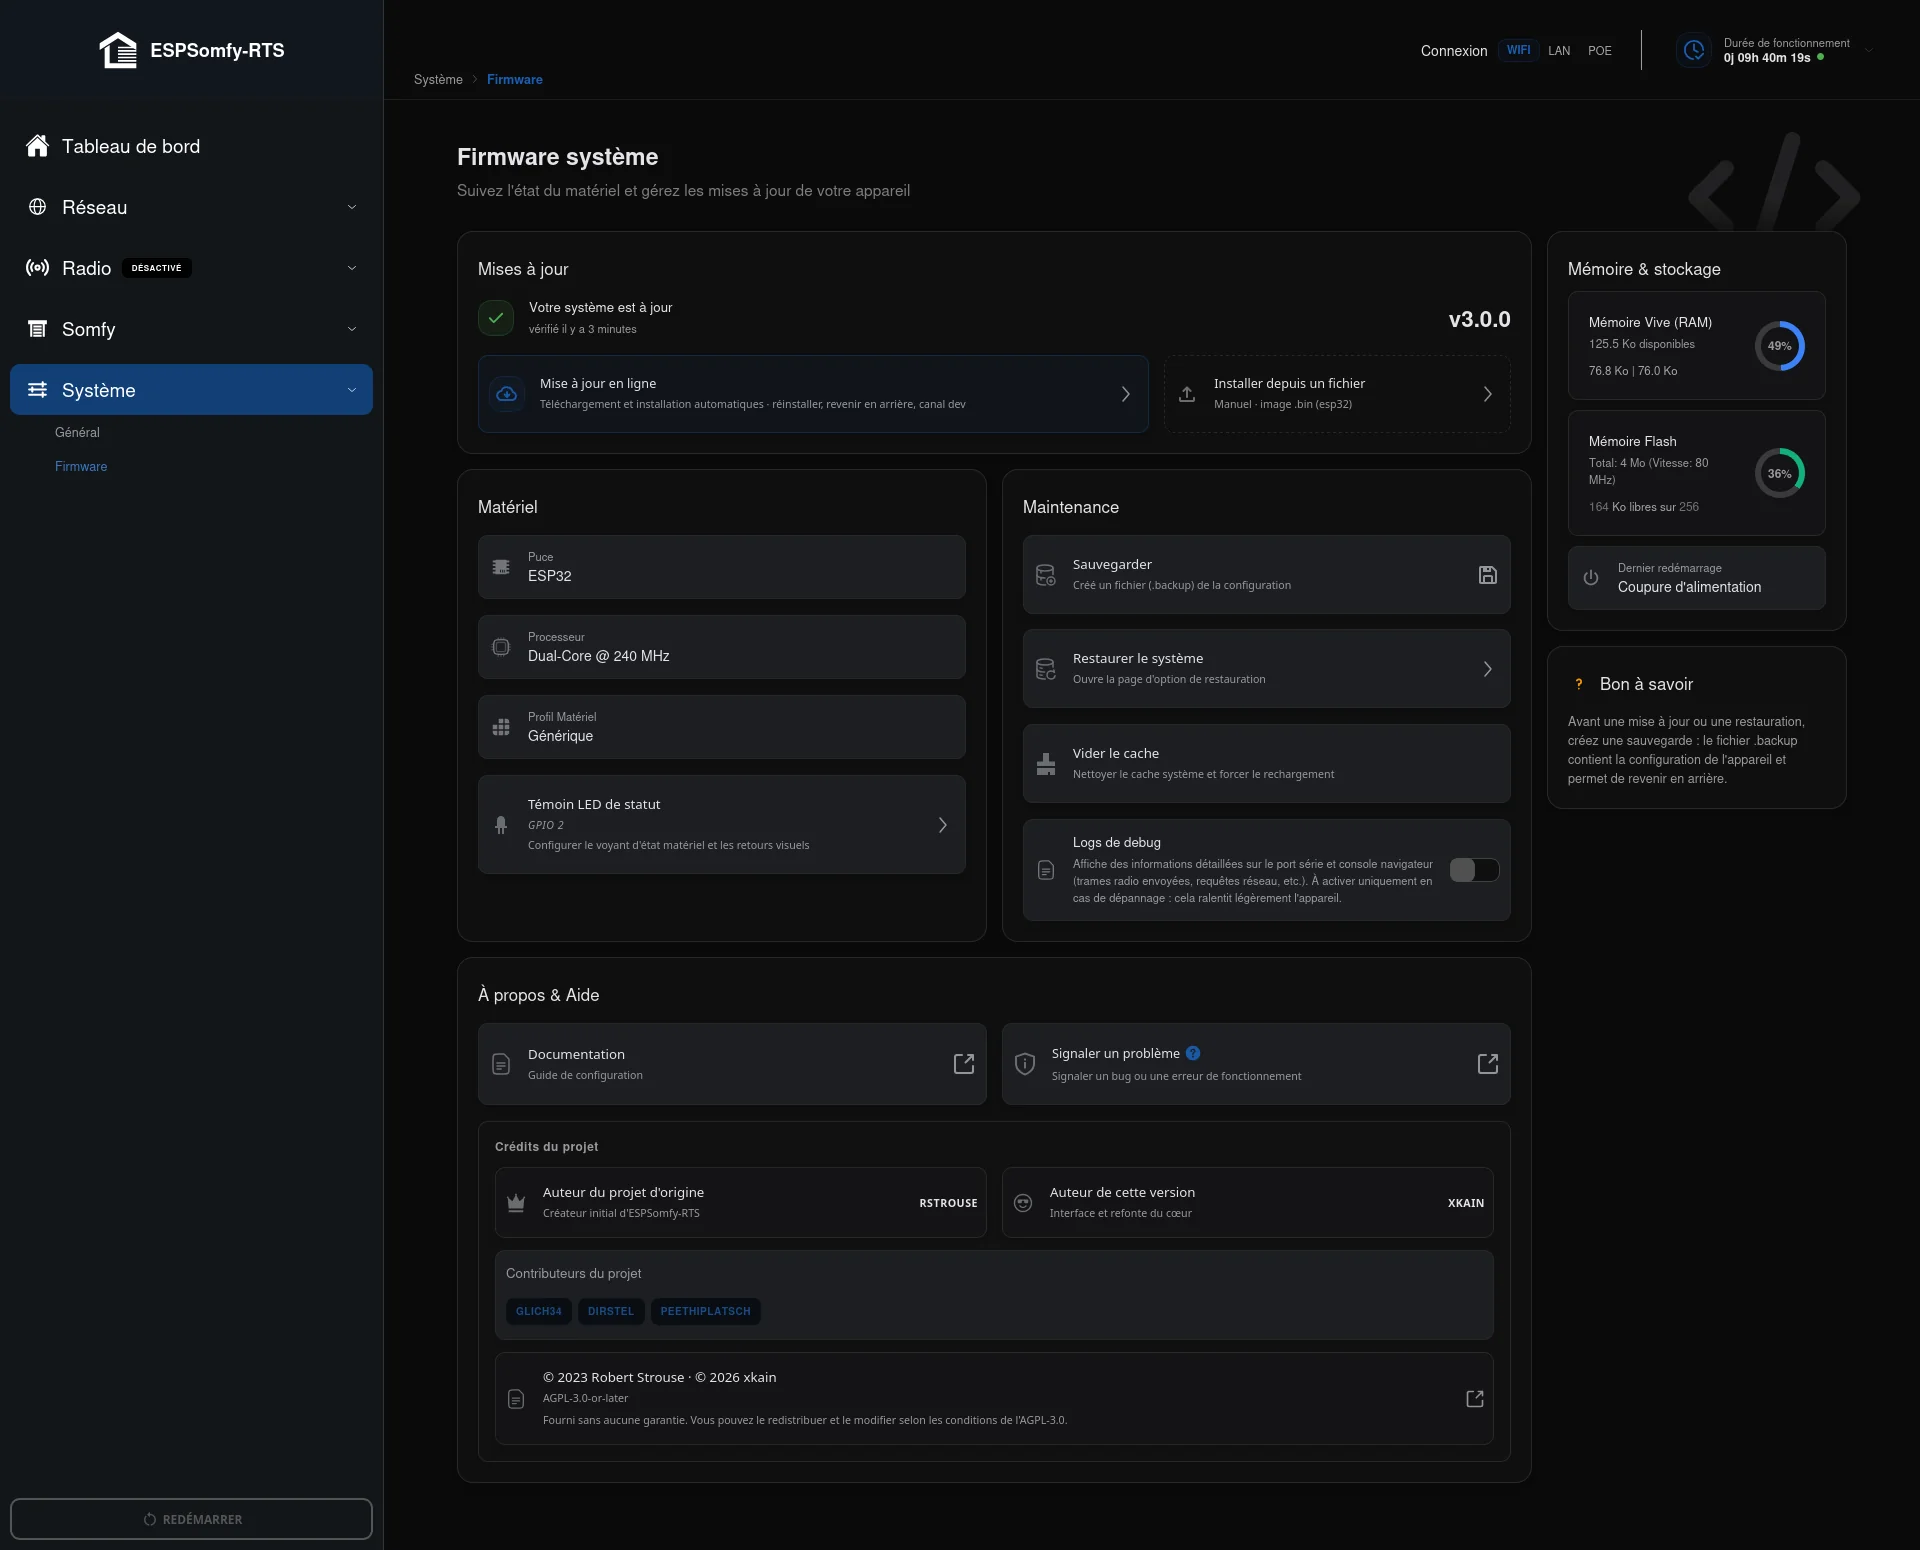 ESPSomfy-RTS
Tableau de bord
Réseau
Radio DÉSACTIVÉ
Somfy
Système
Général
Firmware
REDÉMARRER
Système Firmware
Connexion WIFI LAN POE
Durée de fonctionnement
0j 09h 40m 19s
Firmware système
Suivez l'état du matériel et gérez les mises à jour de votre appareil
Mises à jour
Votre système est à jour
vérifié il y a 3 minutes
v3.0.0
Mise à jour en ligne
Téléchargement et installation automatiques · réinstaller, revenir en arrière, canal dev
Installer depuis un fichier
Manuel · image .bin (esp32)
Matériel
Puce
ESP32
Processeur
Dual-Core @ 240 MHz
Profil Matériel
Générique
Témoin LED de statut
GPIO 2
Configurer le voyant d'état matériel et les retours visuels
Maintenance
Sauvegarder
Créé un fichier (.backup) de la configuration
Restaurer le système
Ouvre la page d'option de restauration
Vider le cache
Nettoyer le cache système et forcer le rechargement
Logs de debug
Affiche des informations détaillées sur le port série et console navigateur
(trames radio envoyées, requêtes réseau, etc.). À activer uniquement en
cas de dépannage : cela ralentit légèrement l'appareil.
À propos & Aide
Documentation
Guide de configuration
Signaler un problème ?
Signaler un bug ou une erreur de fonctionnement
Crédits du projet
Auteur du projet d'origine
Créateur initial d'ESPSomfy-RTS
RSTROUSE
Auteur de cette version
Interface et refonte du cœur
XKAIN
Contributeurs du projet
GLICH34 DIRSTEL PEETHIPLATSCH
© 2023 Robert Strouse · © 2026 xkain
AGPL-3.0-or-later
Fourni sans aucune garantie. Vous pouvez le redistribuer et le modifier selon les conditions de l'AGPL-3.0.
Mémoire & stockage
Mémoire Vive (RAM)
125.5 Ko disponibles
76.8 Ko | 76.0 Ko
49%
Mémoire Flash
Total: 4 Mo (Vitesse: 80
MHz)
164 Ko libres sur 256
36%
Dernier redémarrage
Coupure d'alimentation
? Bon à savoir
Avant une mise à jour ou une restauration,
créez une sauvegarde : le fichier .backup
contient la configuration de l'appareil et
permet de revenir en arrière.